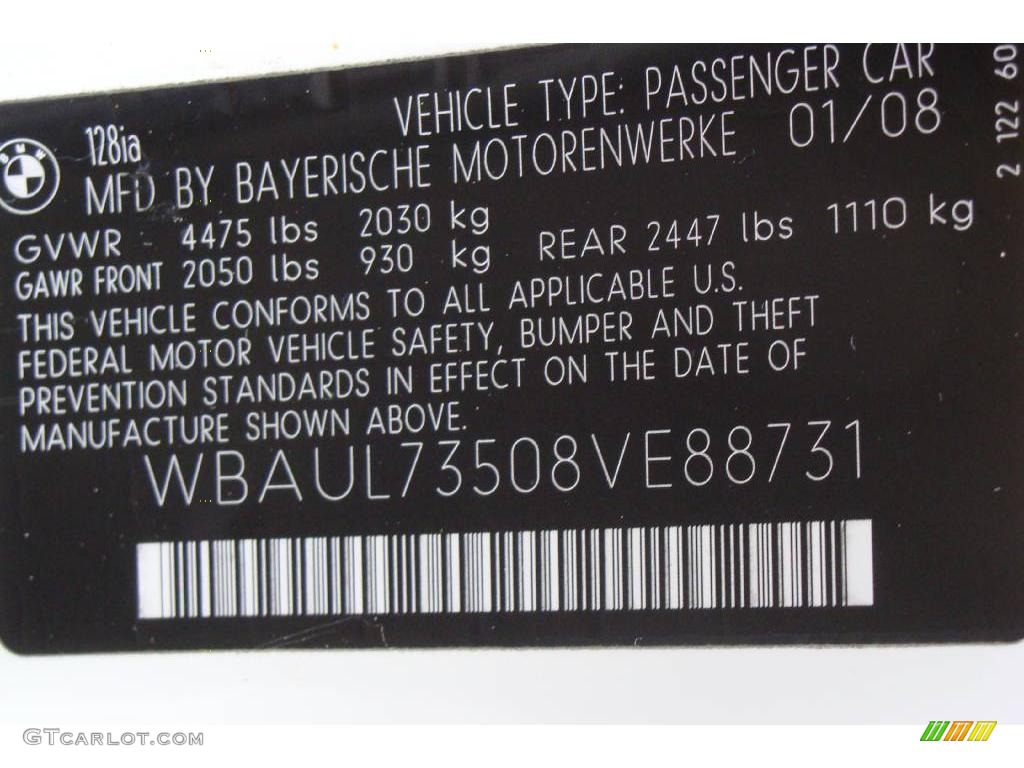 VEHICLE TYPE: PASSENGER CAR
128ia
MFD BY BAYERISCHE MOTORENWERKE 01/08
GVWR 4475 lbs 2030 kg
GAWR FRONT 2050 lbs 930 kg REAR 2447 lbs 1110 kg
THIS VEHICLE CONFORMS TO ALL APPLICABLE U.S.
FEDERAL MOTOR VEHICLE SAFETY, BUMPER AND THEFT
PREVENTION STANDARDS IN EFFECT ON THE DATE OF
MANUFACTURE SHOWN ABOVE.
WBAUL73508VE88731
2 122 60
BMW
GTCARLOT.COM